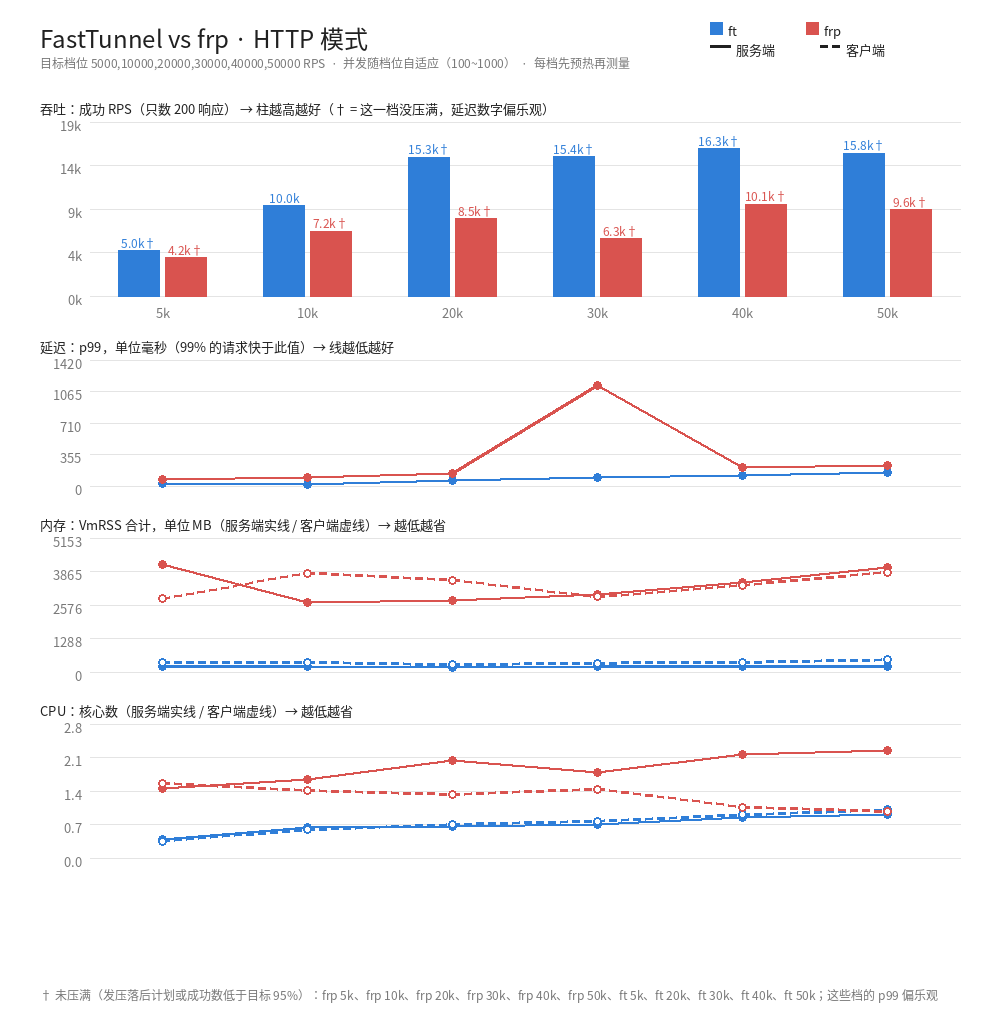 FastTunnel vs frp · HTTP 模式
ft
frp
服务端
客户端
目标档位 5000,10000,20000,30000,40000,50000 RPS · 并发随档位自适应（100~1000） · 每档先预热再测量
吞吐：成功 RPS（只数 200 响应）→ 柱越高越好（† = 这一档没压满，延迟数字偏乐观）
19k
14k
9k
4k
0k
5.0k†
4.2k†
10.0k
7.2k†
15.3k†
8.5k†
15.4k†
6.3k†
16.3k†
10.1k†
15.8k†
9.6k†
5k
10k
20k
30k
40k
50k
延迟：p99，单位毫秒（99% 的请求快于此值）→ 线越低越好
1420
1065
710
355
0
内存：VmRSS 合计，单位 MB（服务端实线 / 客户端虚线）→ 越低越省
5153
3865
2576
1288
0
CPU：核心数（服务端实线 / 客户端虚线）→ 越低越省
2.8
2.1
1.4
0.7
0.0
† 未压满（发压落后计划或成功数低于目标 95%）：frp 5k、frp 10k、frp 20k、frp 30k、frp 40k、frp 50k、ft 5k、ft 20k、ft 30k、ft 40k、ft 50k；这些档的 p99 偏乐观